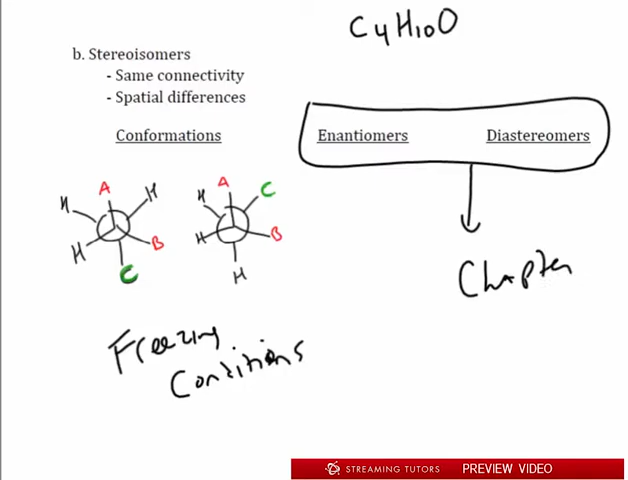 C4H10O
b. Stereoisomers
- Same connectivity
- Spatial differences
Conformations
Enantiomers Diastereomers
A
H H
H B
C
A
H C
H B
H
Chapter
Freezing
Conditions
STREAMING TUTORS PREVIEW VIDEO